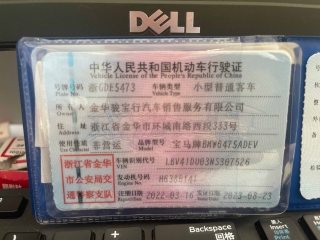 DELL
中华人民共和国机动车行驶证
Vehicle License of the People's Republic of China
号牌号码 浙GDE5473 车辆类型 小型普通客车
Plate No. Vehicle Type
所有人 金华骏宝行汽车销售服务有限公司
Owner
住址 浙江省金华市环城南路西段333号
Address
使用性质 非营运 品牌型号 宝马牌BMW6475ADEV
浙江省金华 车辆识别代号
VIN
市公安局交 发动机号码
Engine No.
通警察支队 注册日期 2022-03-16 发证日期 2023-08-23
Backspace
回格
Insert